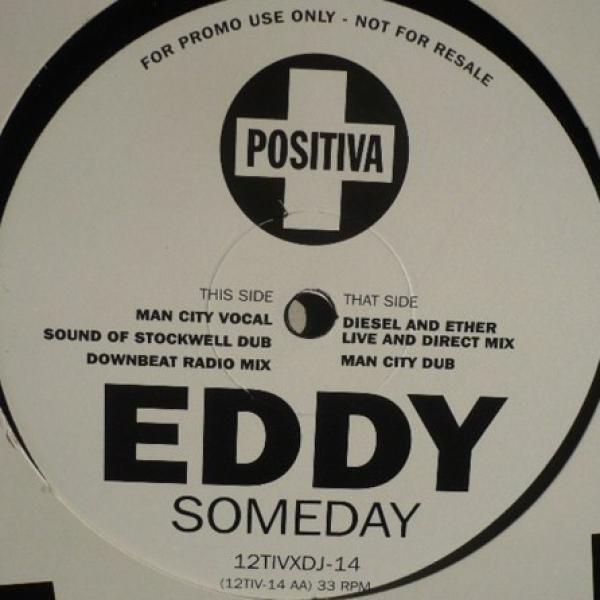 FOR PROMO USE ONLY - NOT FOR RESALE
POSITIVA
THIS SIDE
MAN CITY VOCAL
SOUND OF STOCKWELL DUB
DOWNBEAT RADIO MIX
THAT SIDE
DIESEL AND ETHER
LIVE AND DIRECT MIX
MAN CITY DUB
EDDY
SOMEDAY
12TIVXDJ-14
(12TIV-14 AA) 33 RPM